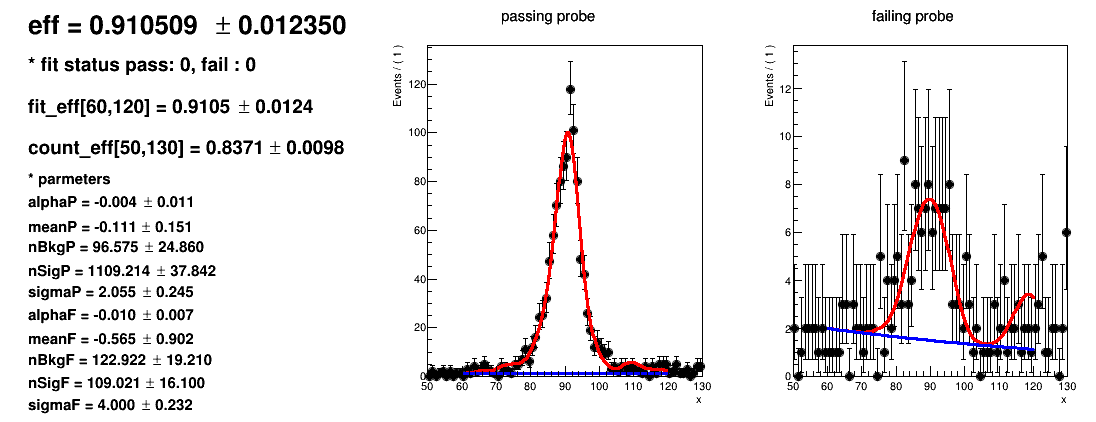 eff = 0.910509 ± 0.012350
* fit status pass: 0, fail : 0
fit_eff[60,120] = 0.9105 ± 0.0124
count_eff[50,130] = 0.8371 ± 0.0098
* parmeters
alphaP = -0.004 ± 0.011
meanP = -0.111 ± 0.151
nBkgP = 96.575 ± 24.860
nSigP = 1109.214 ± 37.842
sigmaP = 2.055 ± 0.245
alphaF = -0.010 ± 0.007
meanF = -0.565 ± 0.902
nBkgF = 122.922 ± 19.210
nSigF = 109.021 ± 16.100
sigmaF = 4.000 ± 0.232
passing probe
Events / ( 1 )
120
100
80
60
40
20
0
50 60 70 80 90 100 110 120 130
x
failing probe
Events / ( 1 )
12
10
8
6
4
2
0
50 60 70 80 90 100 110 120 130
x